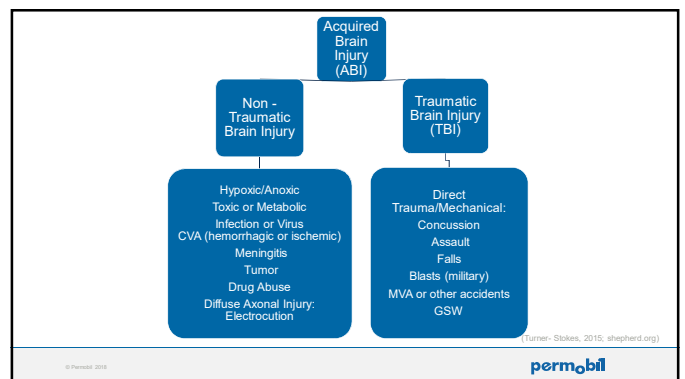 Acquired
Brain
Injury
(ABI)
Non -
Traumatic
Brain Injury
Traumatic
Brain Injury
(TBI)
Hypoxic/Anoxic
Toxic or Metabolic
Infection or Virus
CVA (hemorrhagic or ischemic)
Meningitis
Tumor
Drug Abuse
Diffuse Axonal Injury:
Electrocution
Direct
Trauma/Mechanical:
Concussion
Assault
Falls
Blasts (military)
MVA or other accidents
GSW
(Turner- Stokes, 2015; shepherd.org)
© Permobil 2018
permobil